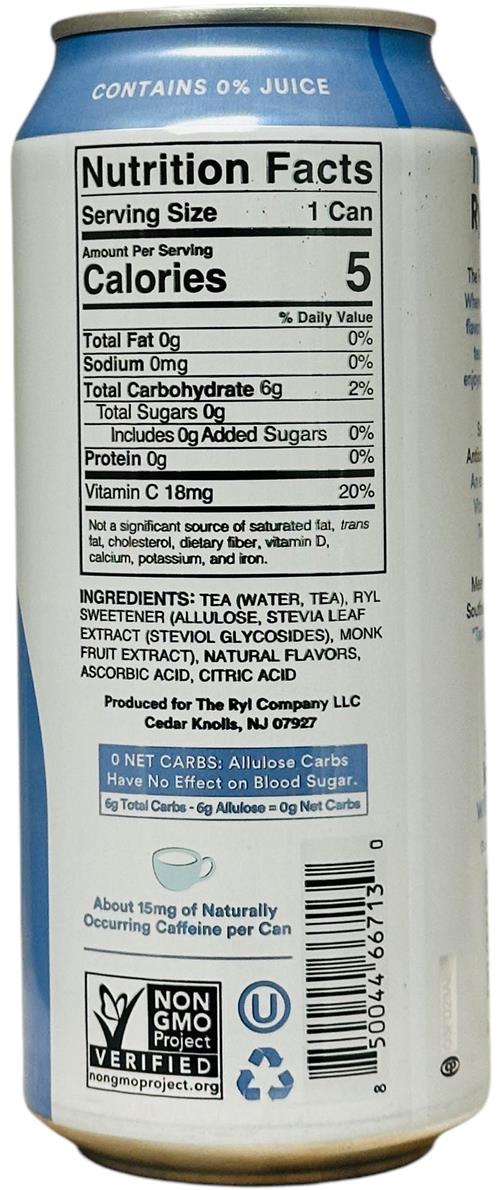 CONTAINS 0% JUICE
Nutrition Facts
Serving Size 1 Can
Amount Per Serving
Calories 5
% Daily Value
Total Fat 0g 0%
Sodium 0mg 0%
Total Carbohydrate 6g 2%
Total Sugars 0g
Includes 0g Added Sugars 0%
Protein 0g 0%
Vitamin C 18mg 20%
Not a significant source of saturated fat, trans
fat, cholesterol, dietary fiber, vitamin D,
calcium, potassium, and iron.
INGREDIENTS: TEA (WATER, TEA), RYL
SWEETENER (ALLULOSE, STEVIA LEAF
EXTRACT (STEVIOL GLYCOSIDES), MONK
FRUIT EXTRACT), NATURAL FLAVORS,
ASCORBIC ACID, CITRIC ACID
Produced for The Ryl Company LLC
Cedar Knolls, NJ 07927
0 NET CARBS: Allulose Carbs
Have No Effect on Blood Sugar.
6g Total Carbs - 6g Allulose = 0g Net Carbs
About 15mg of Naturally
Occurring Caffeine per Can
NON
GMO
Project
VERIFIED
nongmoproject.org
U
8 50044 66713 0